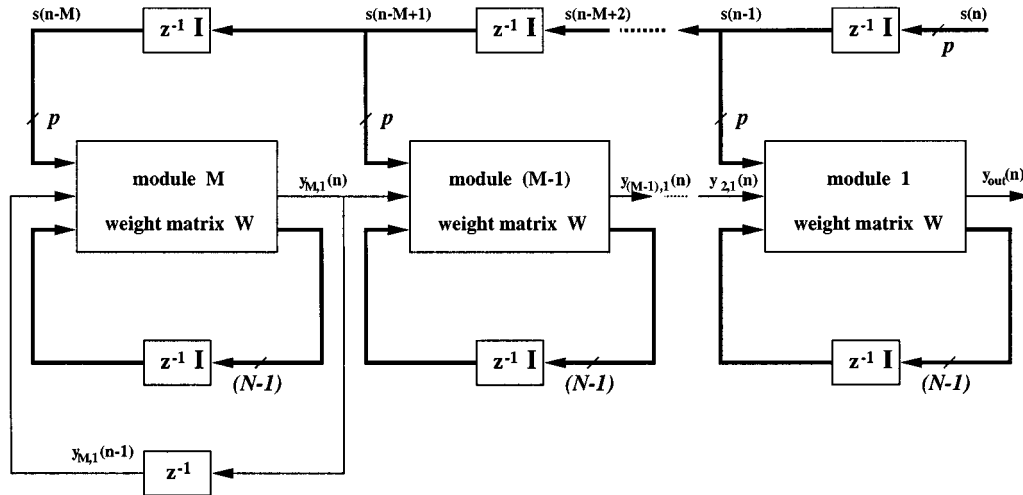 s(n-M) z⁻¹ I s(n-M+1) z⁻¹ I s(n-M+2) s(n-1) z⁻¹ I s(n)
p
p p p
module M y_{M,1}(n) module (M-1) y_{(M-1),1}(n) y_{2,1}(n) module 1 y_{out}(n)
weight matrix W weight matrix W weight matrix W
z⁻¹ I z⁻¹ I z⁻¹ I
(N-1) (N-1) (N-1)
y_{M,1}(n-1) z⁻¹